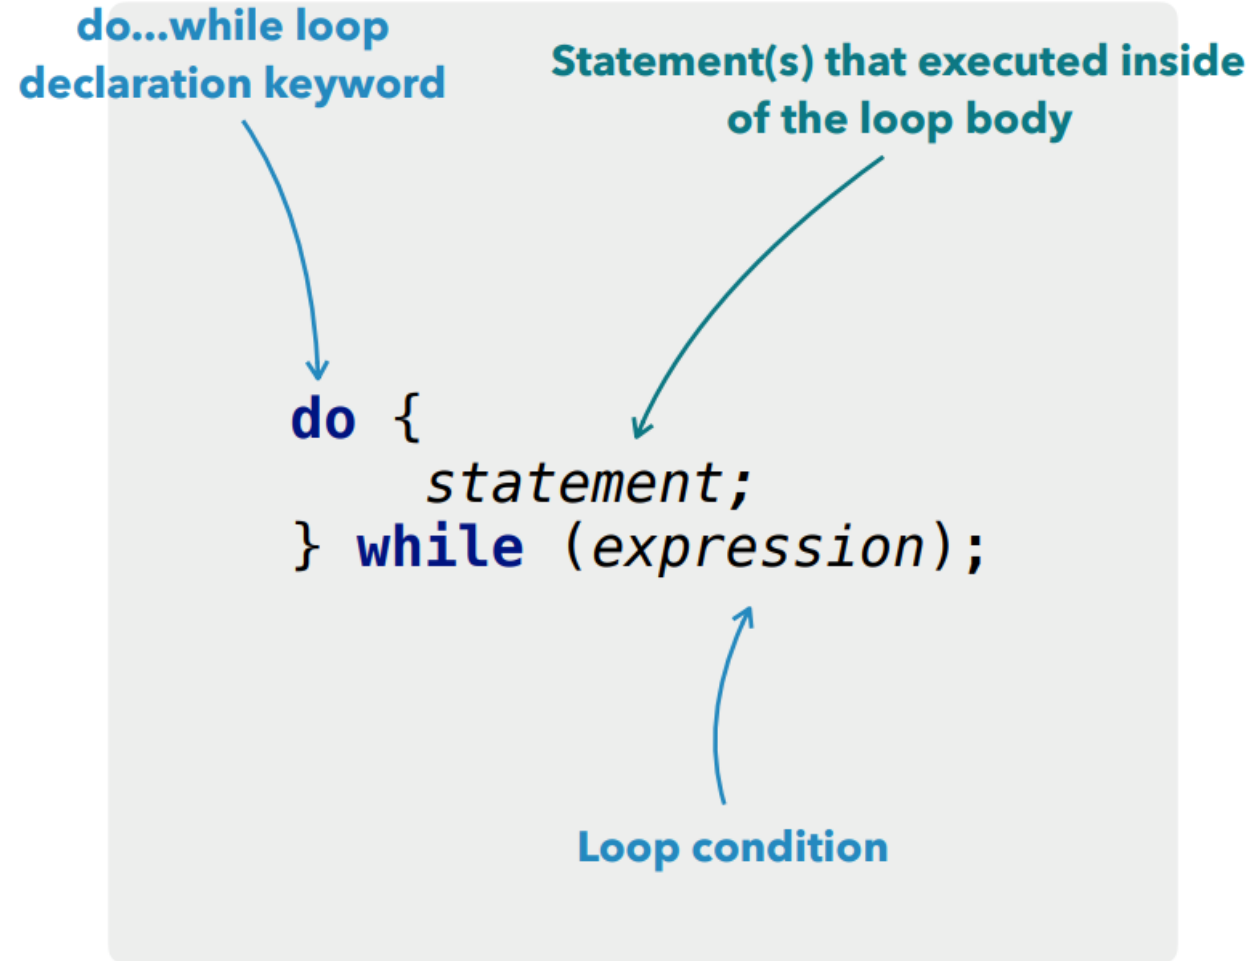 do...while loop
declaration keyword
Statement(s) that executed inside
of the loop body
do {
statement;
} while (expression);
Loop condition